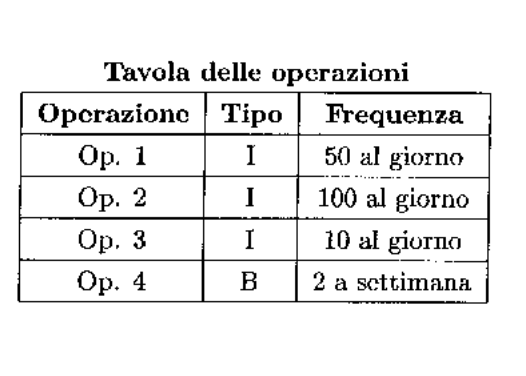 Tavola delle operazioni
Operazione Tipo Frequenza
Op. 1 I 50 al giorno
Op. 2 I 100 al giorno
Op. 3 I 10 al giorno
Op. 4 B 2 a settimana